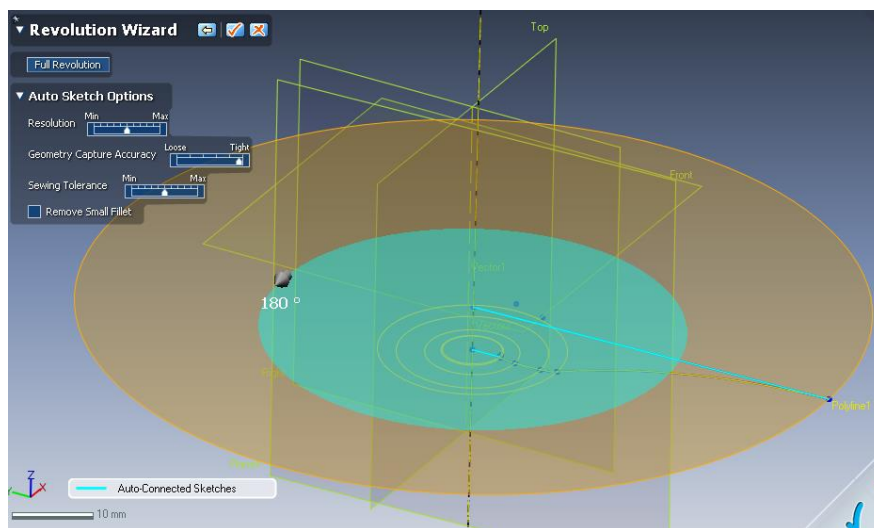 Revolution Wizard
Full Revolution
Auto Sketch Options
Resolution Min Max
Geometry Capture Accuracy Loose Tight
Sewing Tolerance Min Max
Remove Small Fillet
Top
Front
Vector1
180 °
Polyline1
Z
X
Auto-Connected Sketches
10 mm